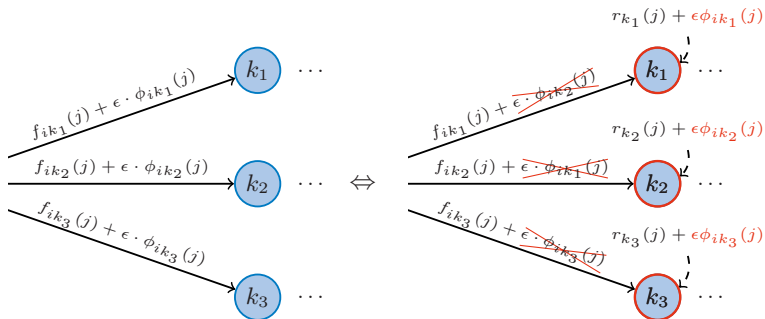 f_{ik_1}(j) + ϵ · ϕ_{ik_1}(j)
k_1 ···
f_{ik_2}(j) + ϵ · ϕ_{ik_2}(j)
k_2 ···
f_{ik_3}(j) + ϵ · ϕ_{ik_3}(j)
k_3 ···
⇔
r_{k_1}(j) + ϵϕ_{ik_1}(j)
f_{ik_1}(j) + ϵ · ϕ_{ik_2}(j)
k_1 ···
r_{k_2}(j) + ϵϕ_{ik_2}(j)
f_{ik_2}(j) + ϵ · ϕ_{ik_1}(j)
k_2 ···
r_{k_3}(j) + ϵϕ_{ik_3}(j)
f_{ik_3}(j) + ϵ · ϕ_{ik_3}(j)
k_3 ···